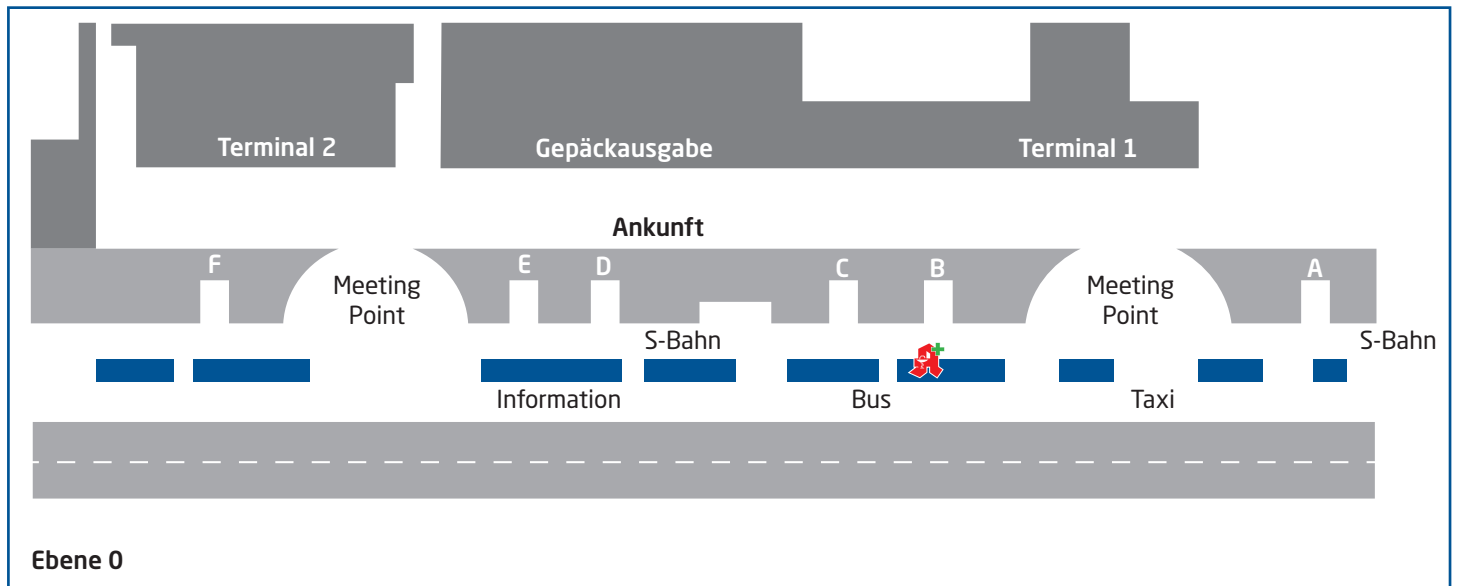 Terminal 2
Gepäckausgabe
Terminal 1
Ankunft
F
Meeting
Point
E
D
C
B
Meeting
Point
A
S-Bahn
S-Bahn
Information
Bus
Taxi
Ebene 0